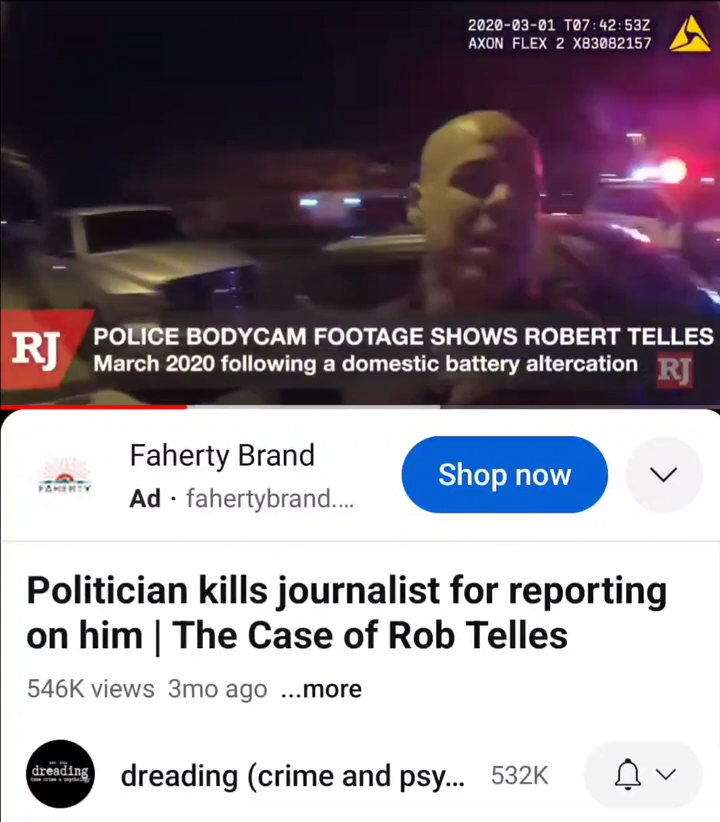 2020-03-01 T07:42:53Z
AXON FLEX 2 X83082157
RJ
POLICE BODYCAM FOOTAGE SHOWS ROBERT TELLES
March 2020 following a domestic battery altercation
RJ
FAHERTY
Faherty Brand
Ad · fahertybrand....
Shop now
Politician kills journalist for reporting
on him | The Case of Rob Telles
546K views 3mo ago ...more
dreading
dreading (crime and psy... 532K